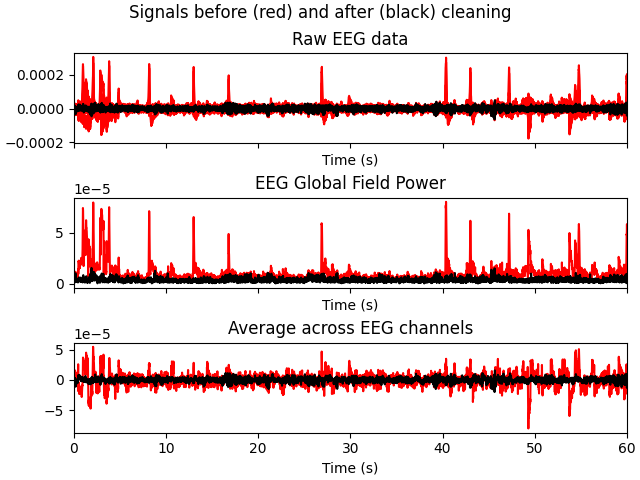 Signals before (red) and after (black) cleaning
Raw EEG data
0.0002
0.0000
−0.0002
Time (s)
EEG Global Field Power
1e−5
5
0
Time (s)
Average across EEG channels
1e−5
5
0
−5
0 10 20 30 40 50 60
Time (s)